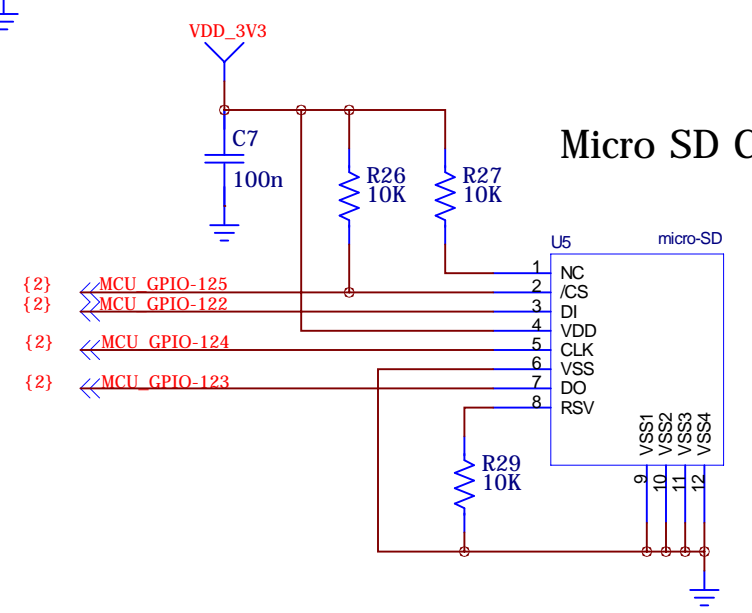 VDD_3V3
C7
100n
R26
10K
R27
10K
Micro SD C
U5
micro-SD
{2} MCU_GPIO-125
{2} MCU_GPIO-122
{2} MCU_GPIO-124
{2} MCU_GPIO-123
1 NC
2 /CS
3 DI
4 VDD
5 CLK
6 VSS
7 DO
8 RSV
VSS1
VSS2
VSS3
VSS4
9
10
11
12
R29
10K